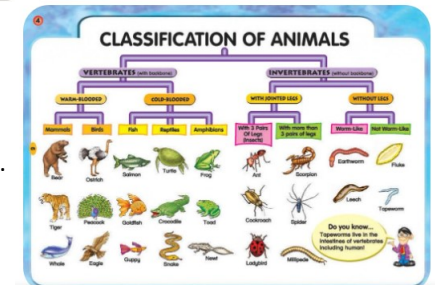 4
CLASSIFICATION OF ANIMALS
VERTEBRATES (with backbone)
INVERTEBRATES (without backbone)
WARM-BLOODED
COLD-BLOODED
WITH JOINTED LEGS
WITHOUT LEGS
Mammals
Birds
Fish
Reptiles
Amphibians
With 3 Pairs
Of Legs
(Insects)
With more than
3 pairs of legs
Worm-Like
Not Worm-Like
Bear
Ostrich
Salmon
Turtle
Frog
Ant
Scorpion
Earthworm
Fluke
Tiger
Peacock
Goldfish
Crocodile
Toad
Cockroach
Spider
Leech
Tapeworm
Whale
Eagle
Guppy
Snake
Newt
Ladybird
Millipede
Do you know...
Tapeworms live in the
intestines of vertebrates
including human!